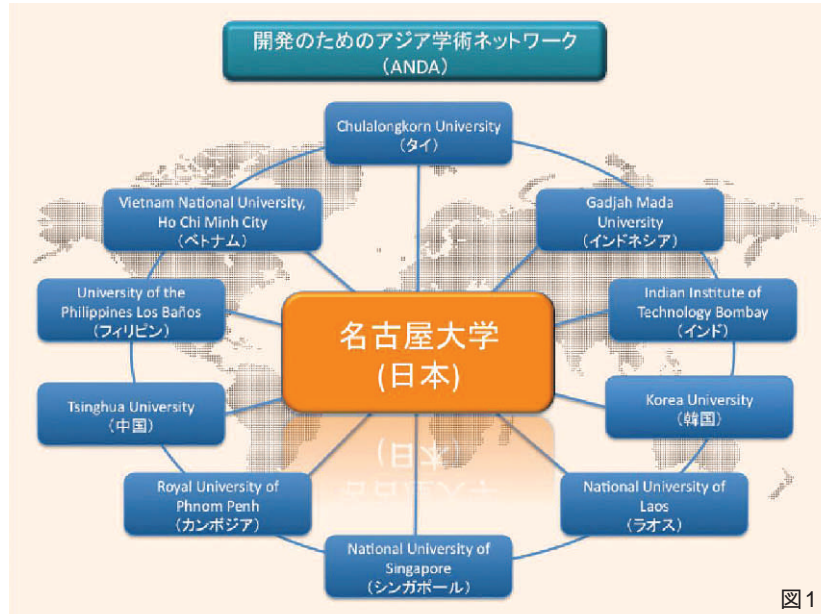 開発のためのアジア学術ネットワーク
(ANDA)
Chulalongkorn University
(タイ)
Vietnam National University,
Ho Chi Minh City
(ベトナム)
Gadjah Mada
University
(インドネシア)
University of the
Philippines Los Baños
(フィリピン)
Indian Institute of
Technology Bombay
(インド)
名古屋大学
(日本)
Tsinghua University
(中国)
Korea University
(韓国)
Royal University of
Phnom Penh
(カンボジア)
National University of
Laos
(ラオス)
National University of
Singapore
(シンガポール)
図1